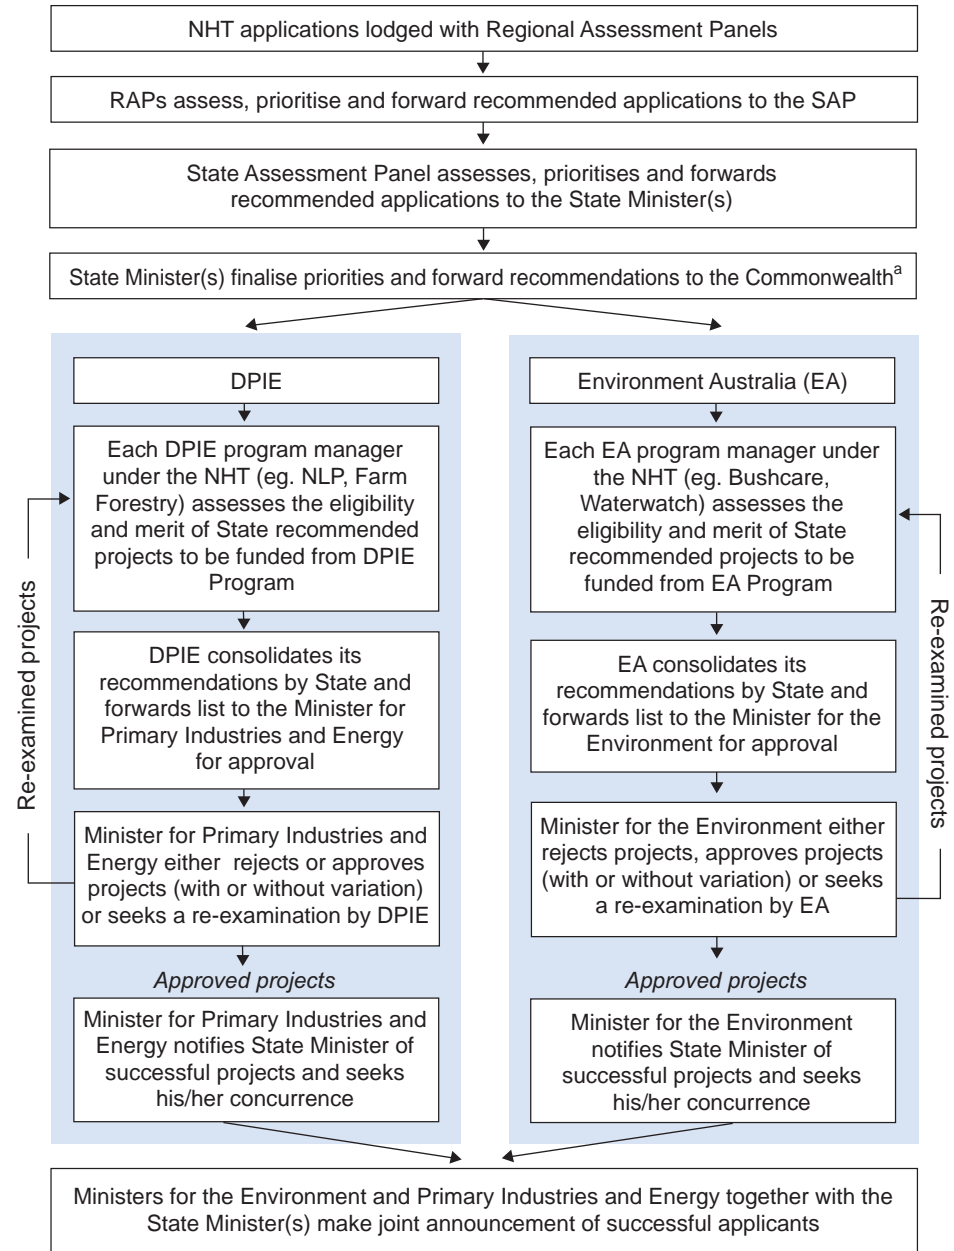 NHT applications lodged with Regional Assessment Panels
RAPs assess, prioritise and forward recommended applications to the SAP
State Assessment Panel assesses, prioritises and forwards
recommended applications to the State Minister(s)
State Minister(s) finalise priorities and forward recommendations to the Commonwealthᵃ
DPIE
Each DPIE program manager
under the NHT (eg. NLP, Farm
Forestry) assesses the eligibility
and merit of State recommended
projects to be funded from DPIE
Program
DPIE consolidates its
recommendations by State and
forwards list to the Minister for
Primary Industries and Energy
for approval
Minister for Primary Industries and
Energy either rejects or approves
projects (with or without variation)
or seeks a re-examination by DPIE
Re-examined projects
Approved projects
Minister for Primary Industries and
Energy notifies State Minister of
successful projects and seeks
his/her concurrence
Environment Australia (EA)
Each EA program manager under
the NHT (eg. Bushcare,
Waterwatch) assesses the
eligibility and merit of State
recommended projects to be
funded from EA Program
EA consolidates its
recommendations by State and
forwards list to the Minister for the
Environment for approval
Minister for the Environment either
rejects projects, approves projects
(with or without variation) or seeks
a re-examination by EA
Re-examined projects
Approved projects
Minister for the Environment
notifies State Minister of
successful projects and seeks
his/her concurrence
Ministers for the Environment and Primary Industries and Energy together with the
State Minister(s) make joint announcement of successful applicants